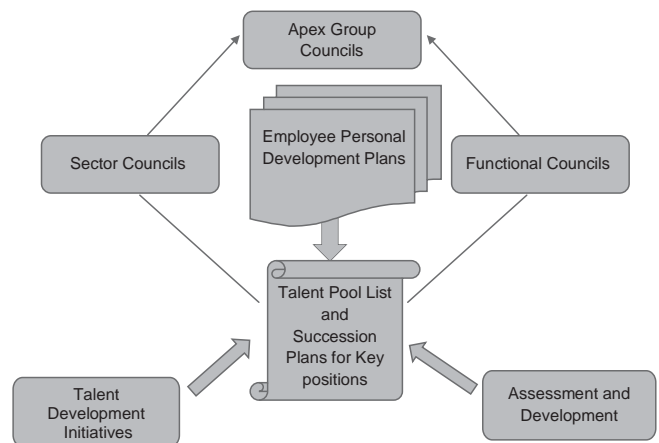 Apex Group
Councils
Employee Personal
Development Plans
Sector Councils
Functional Councils
Talent Pool List
and
Succession
Plans for Key
positions
Talent
Development
Initiatives
Assessment and
Development